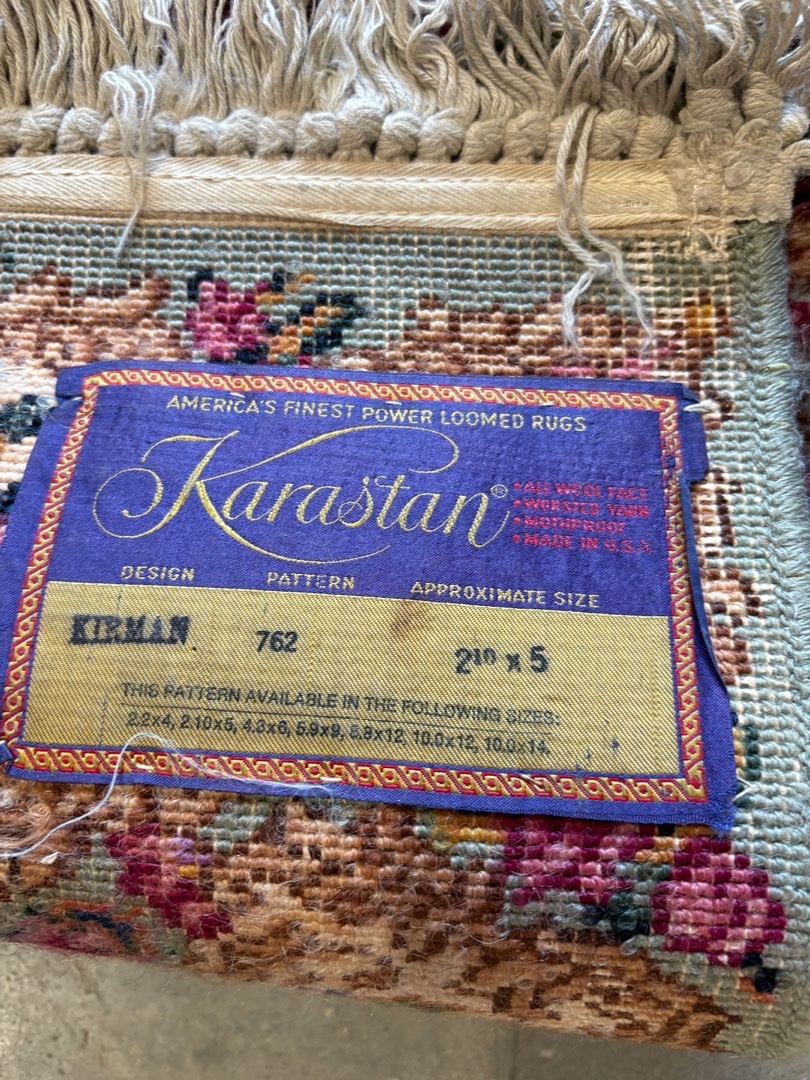 AMERICA'S FINEST POWER LOOMED RUGS
Karastan®
• ALL WOOL FACE
• WORSTED YARN
• MOTHPROOF
• MADE IN U.S.A.
DESIGN PATTERN APPROXIMATE SIZE
KIRMAN 762 2¹⁰ x 5
THIS PATTERN AVAILABLE IN THE FOLLOWING SIZES:
2.2x4, 2.10x5, 4.3x6, 5.9x9, 8.8x12, 10.0x12, 10.0x14.